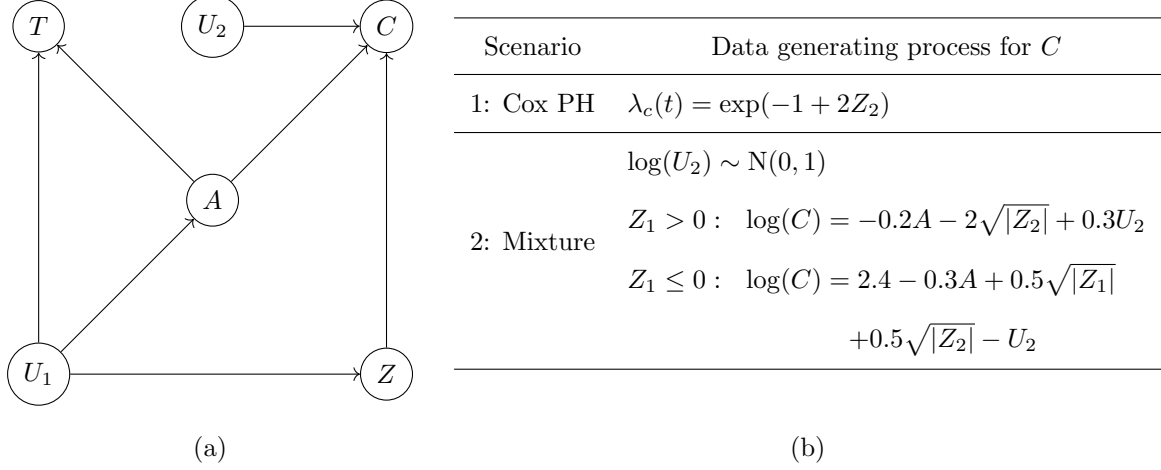 T
U₂
C
A
U₁
Z
(a)
Scenario Data generating process for C
1: Cox PH λ_c(t) = exp(−1 + 2Z₂)
log(U₂) ∼ N(0, 1)
Z₁ > 0 : log(C) = −0.2A − 2√|Z₂| + 0.3U₂
2: Mixture
Z₁ ≤ 0 : log(C) = 2.4 − 0.3A + 0.5√|Z₁|
+0.5√|Z₂| − U₂
(b)